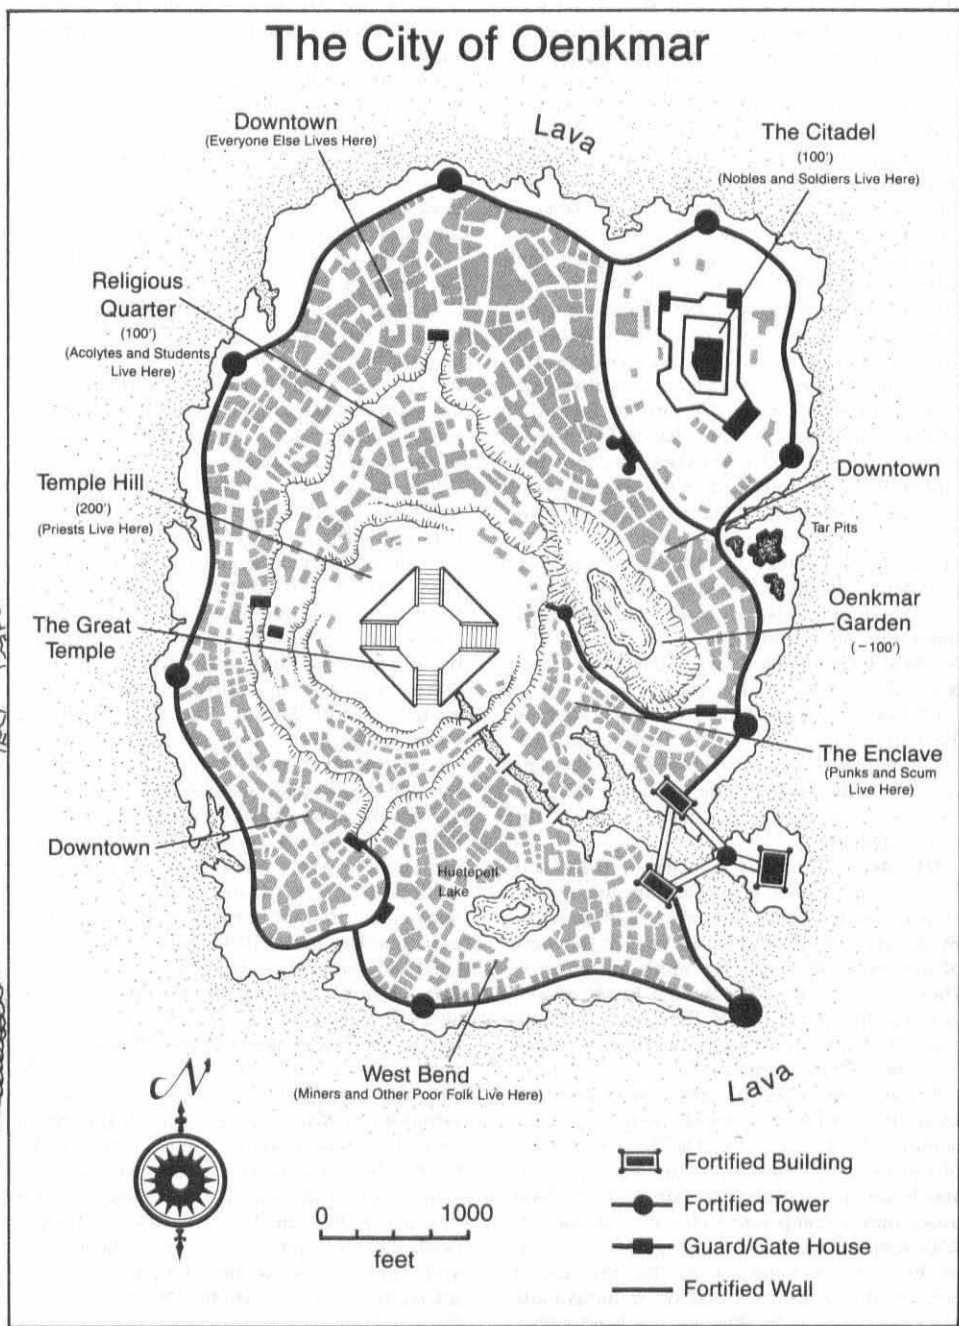 The City of Oenkmar
Lava
Downtown
(Everyone Else Lives Here)
The Citadel
(100')
(Nobles and Soldiers Live Here)
Religious
Quarter
(100')
(Acolytes and Students
Live Here)
Temple Hill
(200')
(Priests Live Here)
Downtown
Tar Pits
Oenkmar
Garden
(−100')
The Great
Temple
The Enclave
(Punks and Scum
Live Here)
Downtown
Huetepetl
Lake
West Bend
(Miners and Other Poor Folk Live Here)
Lava
N
0 1000
feet
Fortified Building
Fortified Tower
Guard/Gate House
Fortified Wall